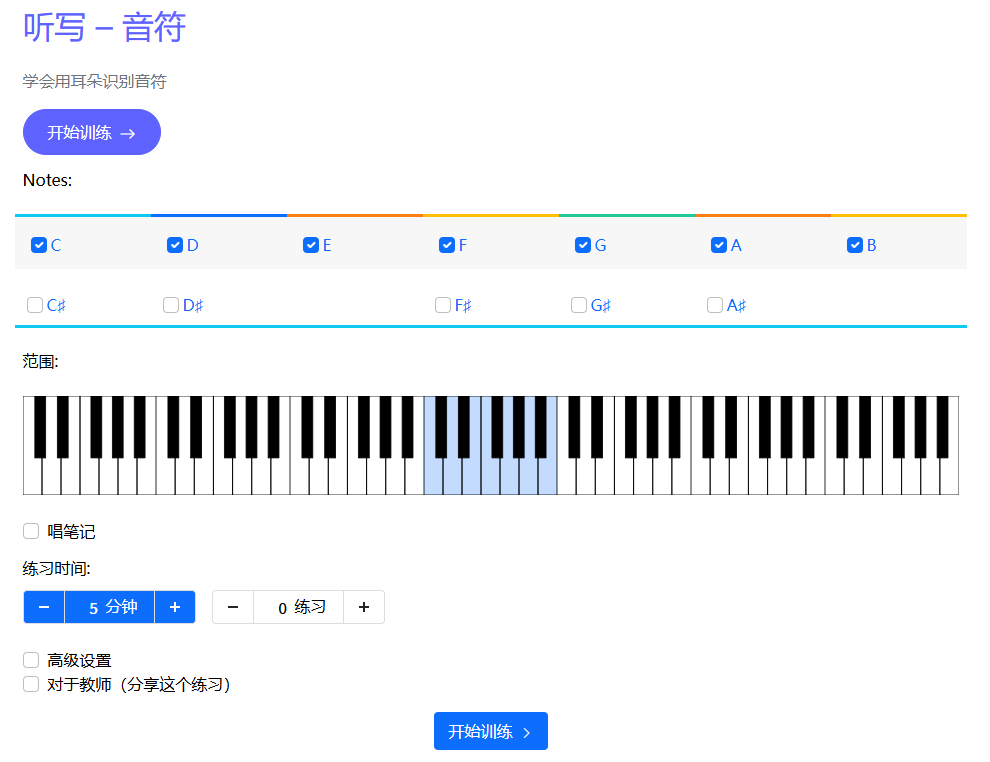 听写 – 音符
学会用耳朵识别音符
开始训练 →
Notes:
C D E F G A B
C♯ D♯ F♯ G♯ A♯
范围:
唱笔记
练习时间:
− 5 分钟 + − 0 练习 +
高级设置
对于教师（分享这个练习）
开始训练 >